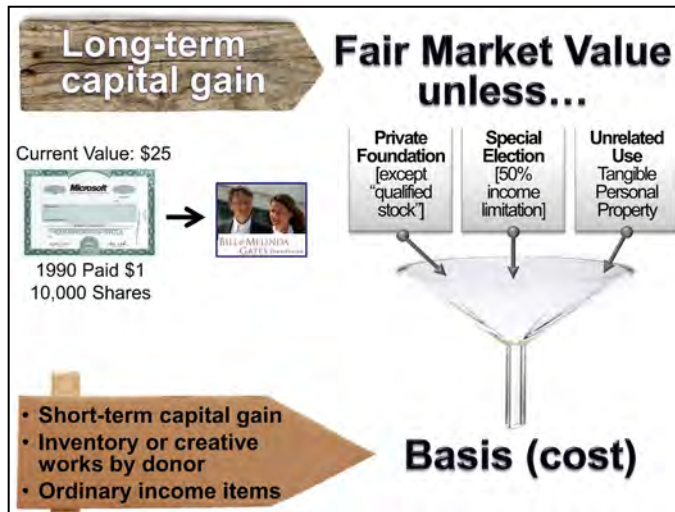 Long-term
capital gain
Fair Market Value
unless…
Current Value: $25
Microsoft
1990 Paid $1
10,000 Shares
BILL & MELINDA
GATES foundation
Private
Foundation
[except
“qualified
stock”]
Special
Election
[50%
income
limitation]
Unrelated
Use
Tangible
Personal
Property
• Short-term capital gain
• Inventory or creative
works by donor
• Ordinary income items
Basis (cost)